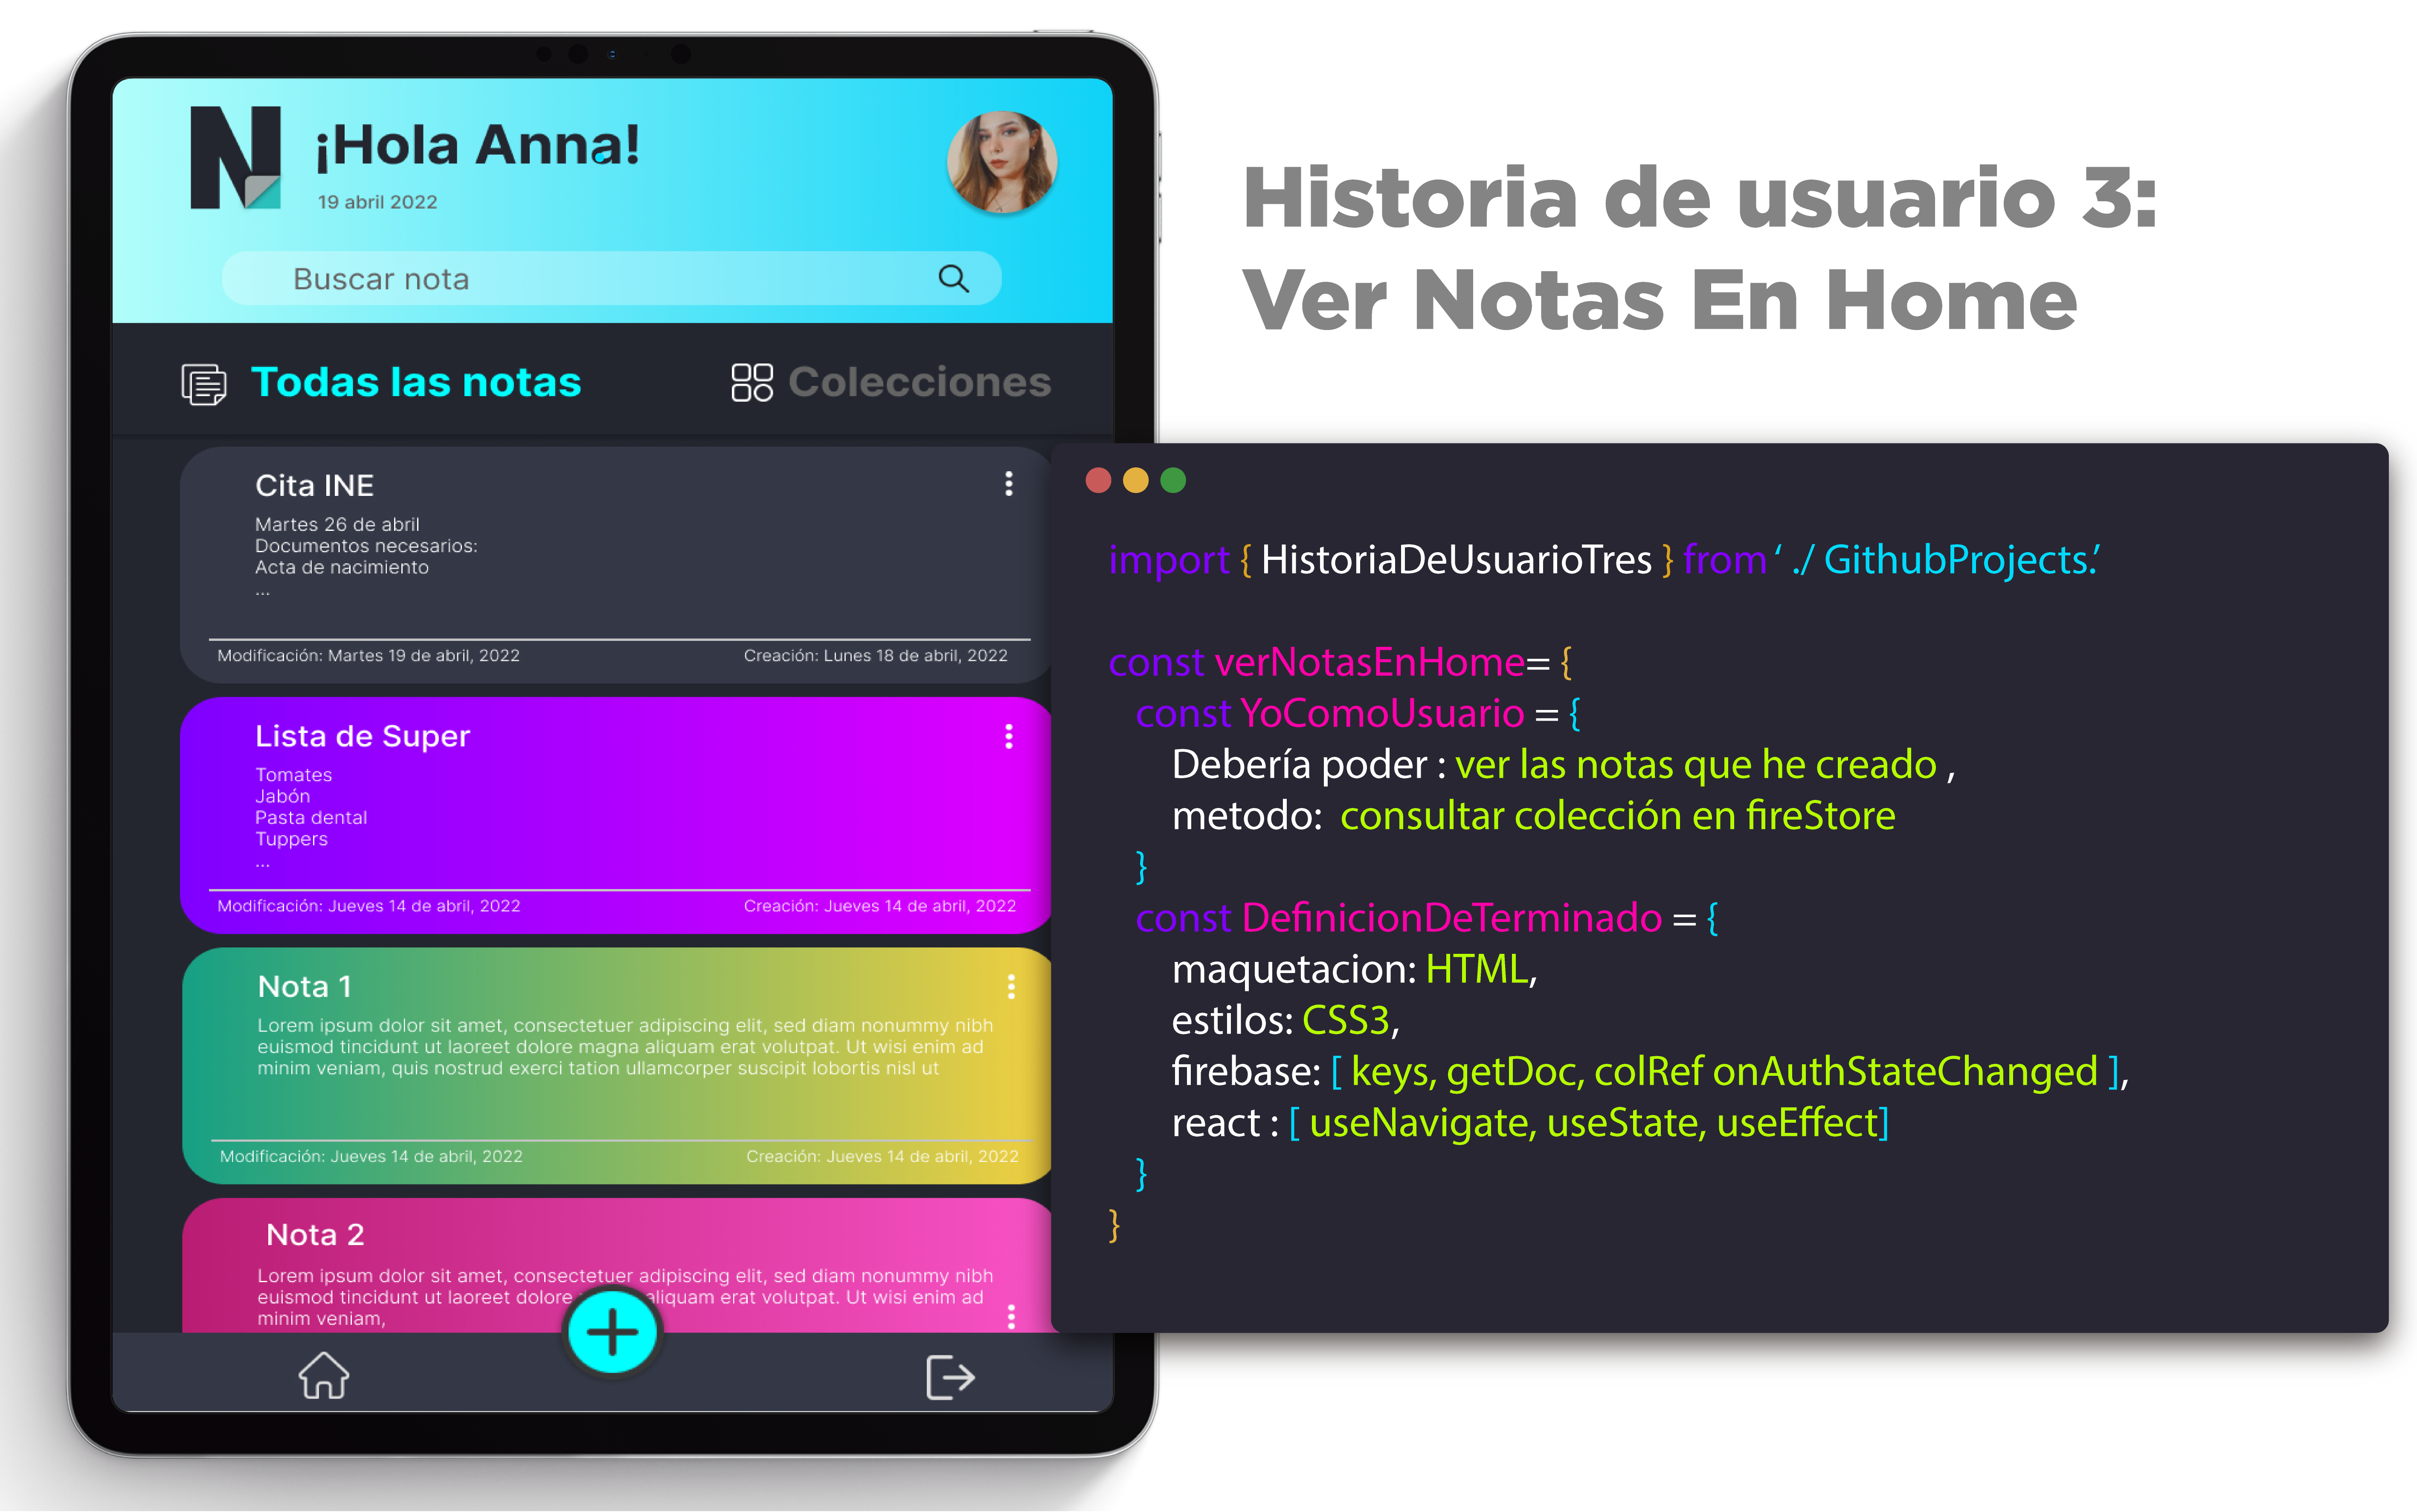 ¡Hola Anna!
19 abril 2022
Buscar nota
Todas las notas
Colecciones
Cita INE
Martes 26 de abril
Documentos necesarios:
Acta de nacimiento
...
Modificación: Martes 19 de abril, 2022
Creación: Lunes 18 de abril, 2022
Lista de Super
Tomates
Jabón
Pasta dental
Tuppers
...
Modificación: Jueves 14 de abril, 2022
Creación: Jueves 14 de abril, 2022
Nota 1
Lorem ipsum dolor sit amet, consectetuer adipiscing elit, sed diam nonummy nibh
euismod tincidunt ut laoreet dolore magna aliquam erat volutpat. Ut wisi enim ad
minim veniam, quis nostrud exerci tation ullamcorper suscipit lobortis nisl ut
Modificación: Jueves 14 de abril, 2022
Creación: Jueves 14 de abril, 2022
Nota 2
Lorem ipsum dolor sit amet, consectetuer adipiscing elit, sed diam nonummy nibh
euismod tincidunt ut laoreet dolore aliquam erat volutpat. Ut wisi enim ad
minim veniam,
Historia de usuario 3:
Ver Notas En Home
import { HistoriaDeUsuarioTres } from ‘ ./ GithubProjects.’
const verNotasEnHome= {
const YoComoUsuario = {
Debería poder : ver las notas que he creado ,
metodo: consultar colección en fireStore
}
const DefinicionDeTerminado = {
maquetacion: HTML,
estilos: CSS3,
firebase: [ keys, getDoc, colRef onAuthStateChanged ],
react : [ useNavigate, useState, useEffect]
}
}